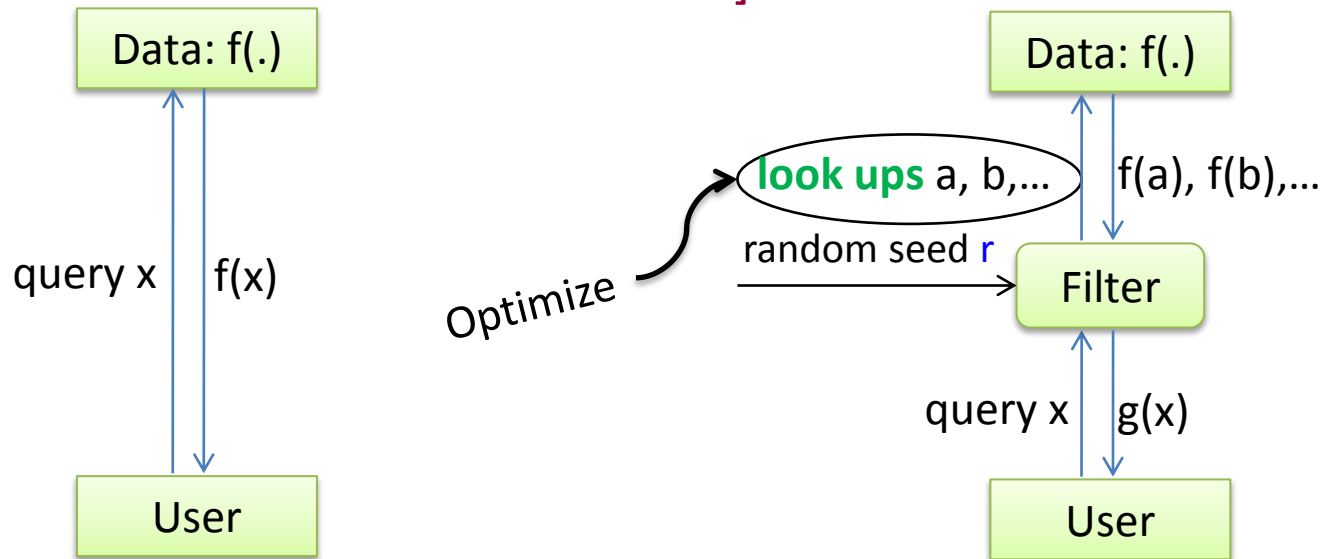 ]
Data: f(.)
query x
f(x)
User
Data: f(.)
look ups a, b,...
f(a), f(b),...
random seed r
Optimize
Filter
query x
g(x)
User